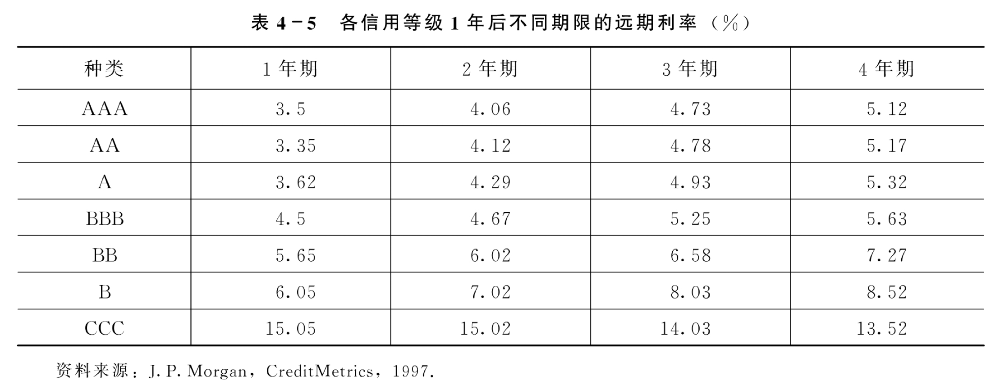 表 4-5 各信用等级 1 年后不同期限的远期利率 (%)
种类 1 年期 2 年期 3 年期 4 年期
AAA 3.5 4.06 4.73 5.12
AA 3.35 4.12 4.78 5.17
A 3.62 4.29 4.93 5.32
BBB 4.5 4.67 5.25 5.63
BB 5.65 6.02 6.58 7.27
B 6.05 7.02 8.03 8.52
CCC 15.05 15.02 14.03 13.52
资料来源: J. P. Morgan, CreditMetrics, 1997.